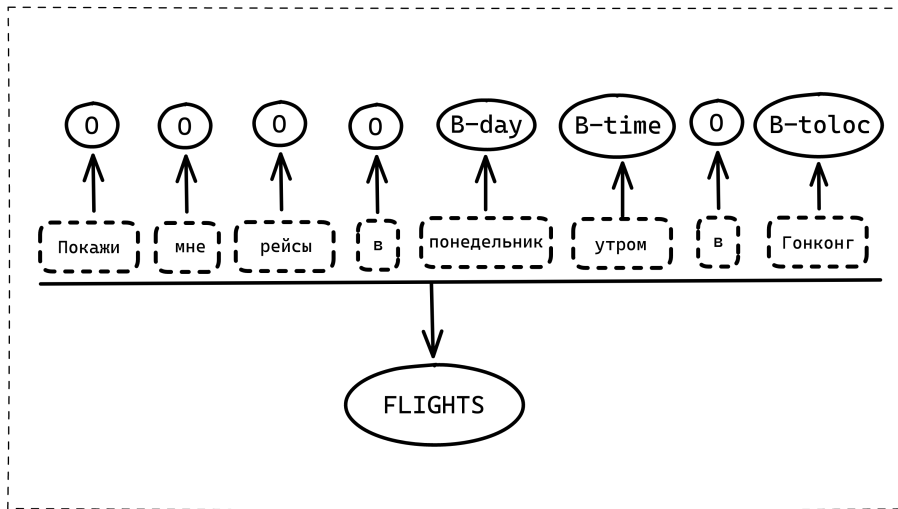 O O O O B-day B-time O B-toloc
Покажи мне рейсы в понедельник утром в Гонконг
FLIGHTS